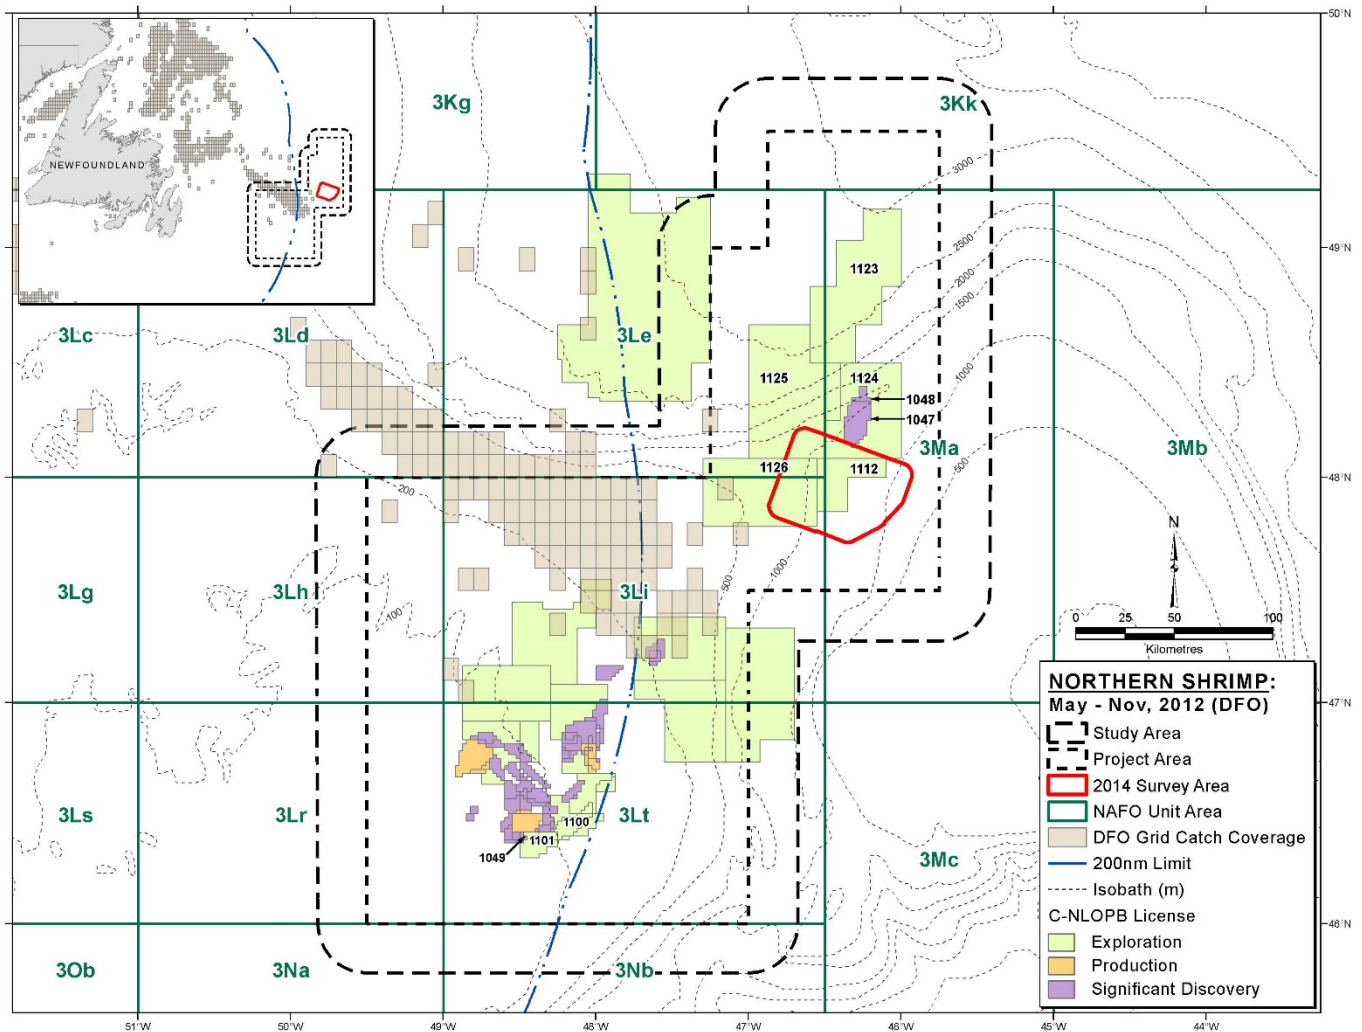 50°N
NEWFOUNDLAND
3Kg
3Kk
3000
2500
2000
1500
1000
500
49°N
1123
3Lc
3Ld
3Le
1125
1124
1048
1047
3Ma
3Mb
1126
1112
48°N
200
500
1000
3Lg
3Lh
3Li
100
N
0 25 50 100
Kilometres
47°N
3Ls
3Lr
3Lt
1100
1101
1049
3Mc
46°N
3Ob
3Na
3Nb
NORTHERN SHRIMP:
May - Nov, 2012 (DFO)
Study Area
Project Area
2014 Survey Area
NAFO Unit Area
DFO Grid Catch Coverage
200nm Limit
Isobath (m)
C-NLOPB License
Exploration
Production
Significant Discovery
51°W 50°W 49°W 48°W 47°W 46°W 45°W 44°W